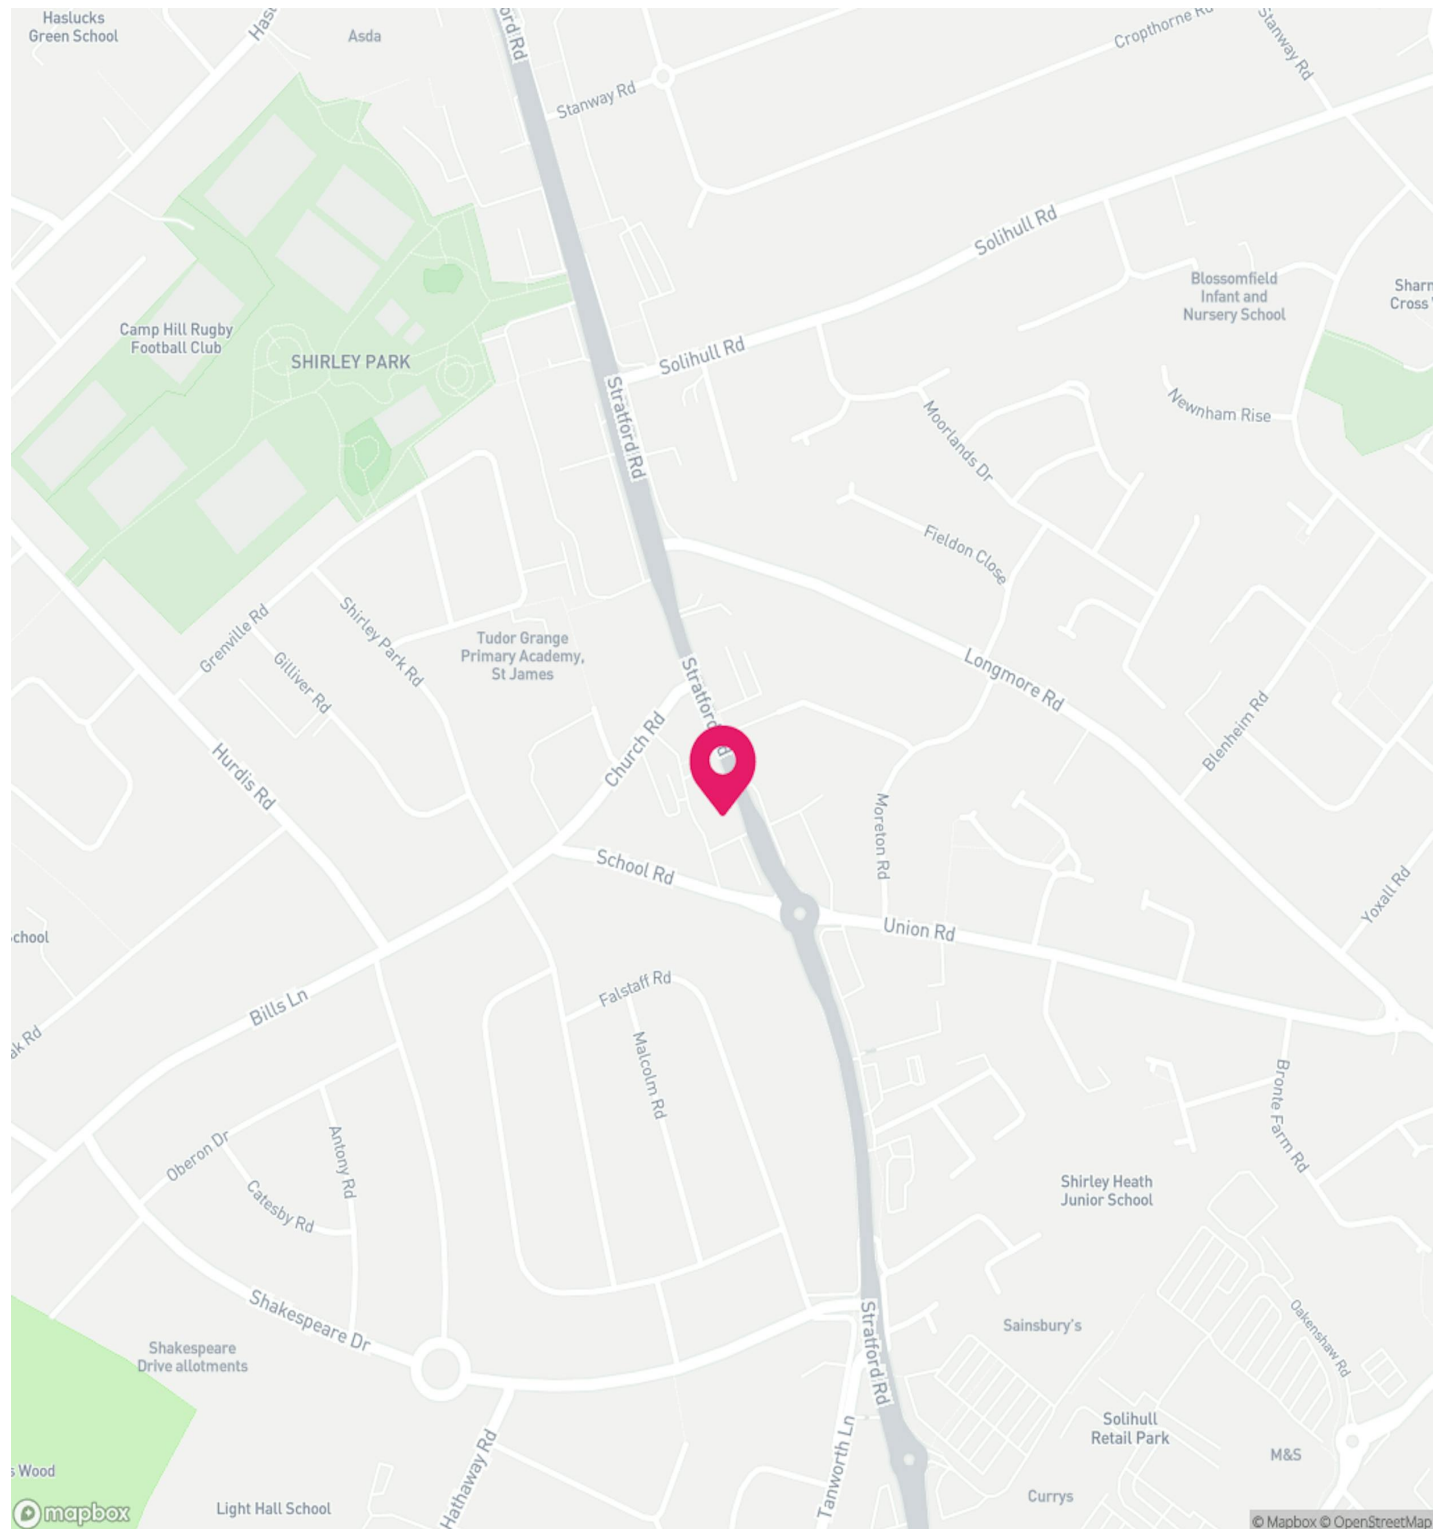 Haslucks
Green School
Asda
Stanway Rd
Cropthorne Rd
Stanway Rd
Solihull Rd
Blossomfield
Infant and
Nursery School
Camp Hill Rugby
Football Club
SHIRLEY PARK
Solihull Rd
Stratford Rd
Newnham Rise
Moorlands Dr
Fieldon Close
Grenville Rd
Shirley Park Rd
Gilliver Rd
Tudor Grange
Primary Academy,
St James
Longmore Rd
Stratford
Church Rd
Hurdis Rd
Blenheim Rd
Moreton Rd
School Rd
Yoxall Rd
Union Rd
Bills Ln
Falstaff Rd
Malcolm Rd
Bronte Farm Rd
Oberon Dr
Antony Rd
Catesby Rd
Shirley Heath
Junior School
Shakespeare Dr
Shakespeare
Drive allotments
Stratford Rd
Sainsbury's
Oakenshaw Rd
Solihull
Retail Park
M&S
Currys
Tanworth Ln
Hathaway Rd
Wood
Light Hall School
mapbox
© Mapbox © OpenStreetMap